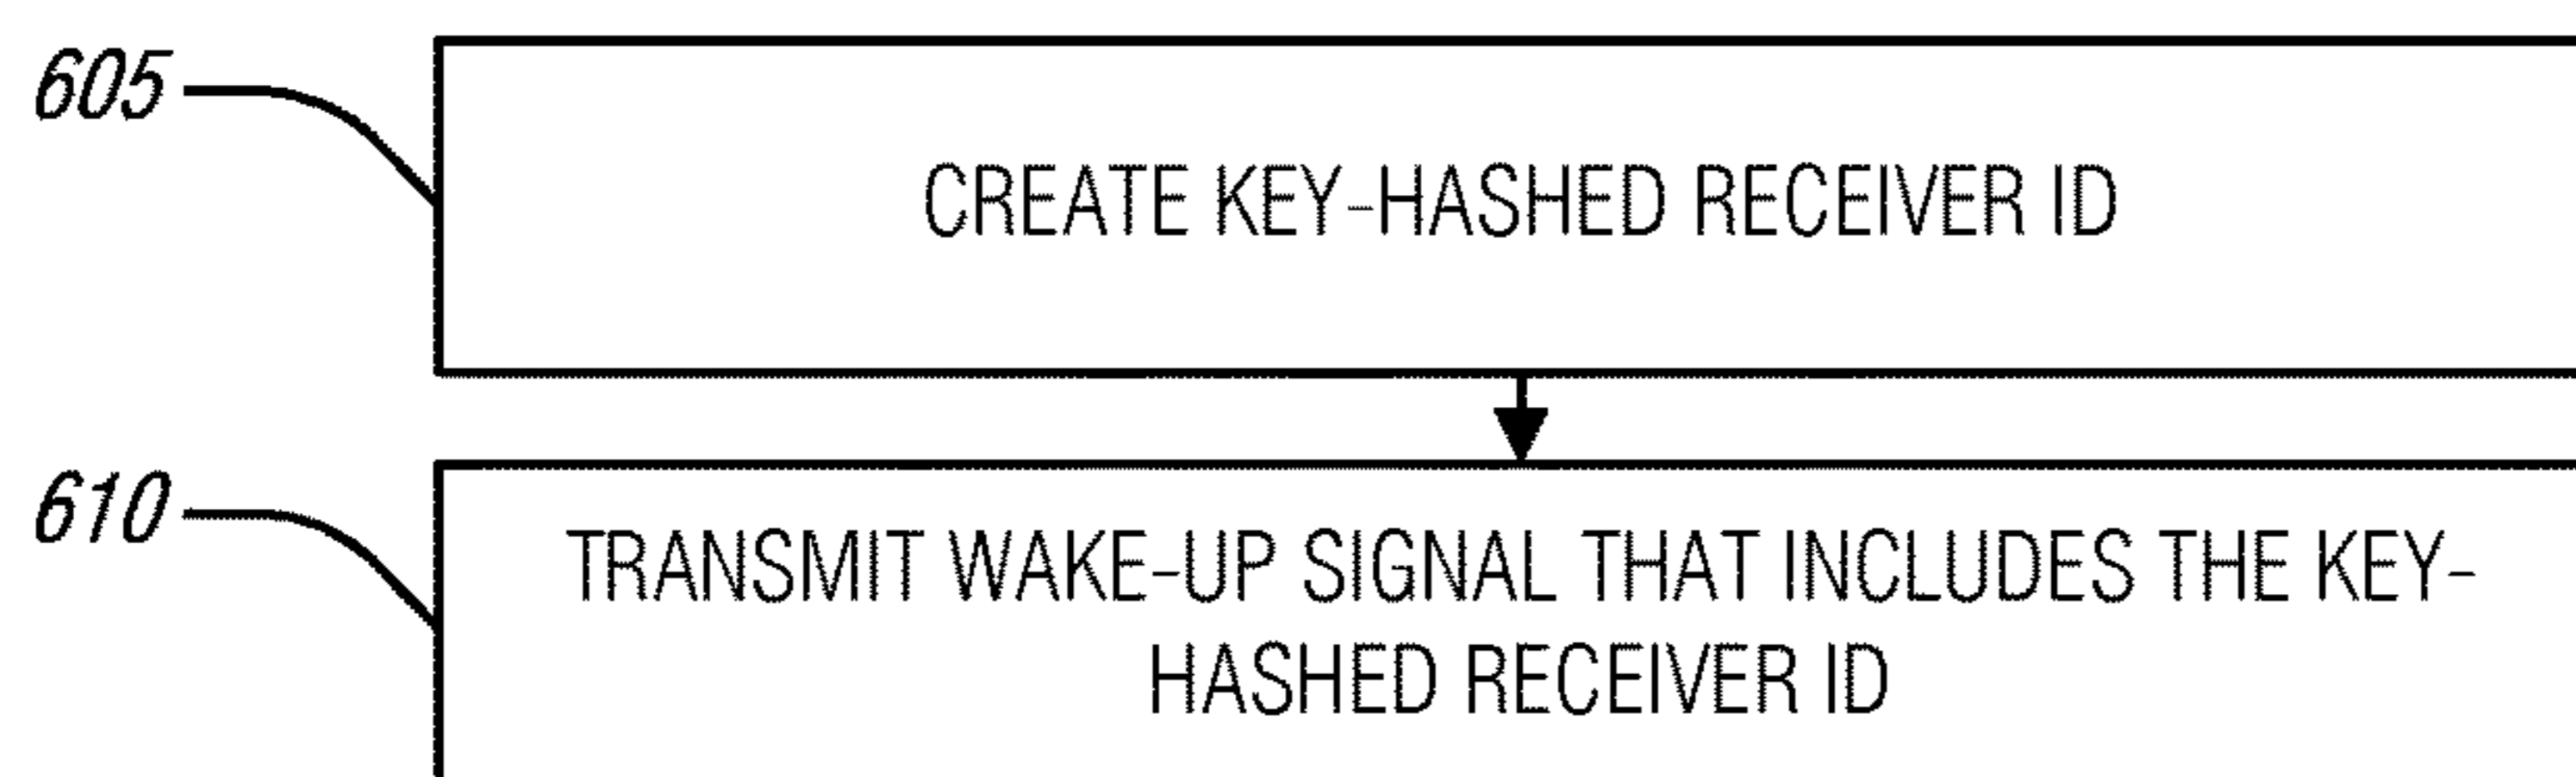 605
CREATE KEY-HASHED RECEIVER ID
610
TRANSMIT WAKE-UP SIGNAL THAT INCLUDES THE KEY-
HASHED RECEIVER ID